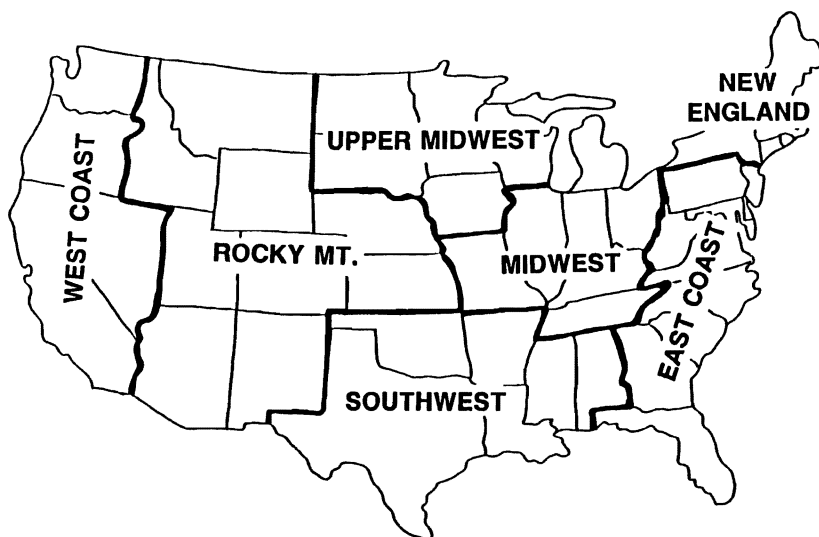 NEW
ENGLAND
UPPER MIDWEST
WEST COAST
ROCKY MT.
MIDWEST
EAST COAST
SOUTHWEST